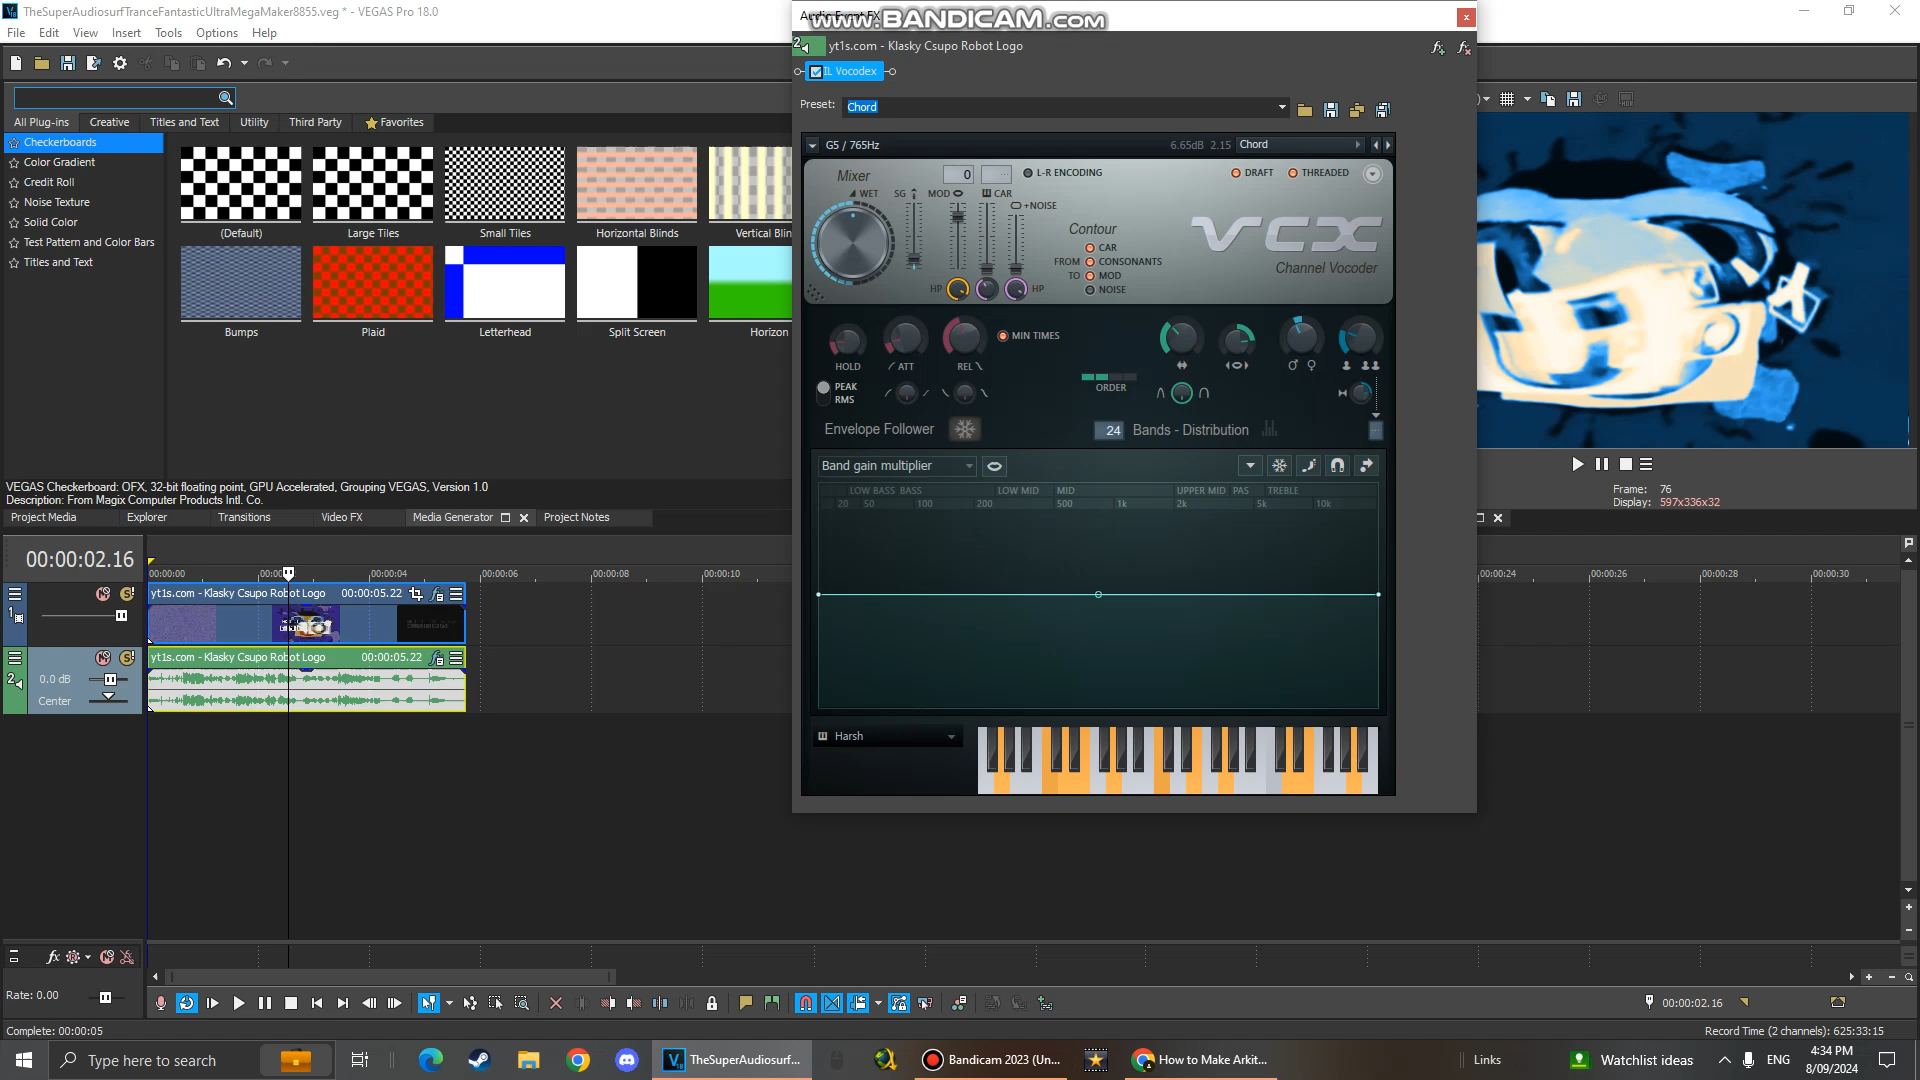 TheSuperAudiosurfTranceFantasticUltraMegaMaker8855.veg * - VEGAS Pro 18.0
File Edit View Insert Tools Options Help
www.BANDICAM.com
yt1s.com - Klasky Csupo Robot Logo
IL Vocodex
Preset: Chord
All Plug-ins Creative Titles and Text Utility Third Party Favorites
Checkerboards
Color Gradient
Credit Roll
Noise Texture
Solid Color
Test Pattern and Color Bars
Titles and Text
(Default) Large Tiles Small Tiles Horizontal Blinds Vertical Blin
Bumps Plaid Letterhead Split Screen Horizon
VEGAS Checkerboard: OFX, 32-bit floating point, GPU Accelerated, Grouping VEGAS, Version 1.0
Description: From Magix Computer Products Intl. Co.
Project Media Explorer Transitions Video FX Media Generator Project Notes
G5 / 765Hz 6.65dB 2.15 Chord
Mixer 0 L-R ENCODING DRAFT THREADED
WET SG MOD CAR
+NOISE
Contour
CAR
FROM CONSONANTS
TO MOD
NOISE
HP HP
VCX
Channel Vocoder
MIN TIMES
HOLD ATT REL
PEAK
RMS
ORDER
Envelope Follower 24 Bands - Distribution
Band gain multiplier
LOW BASS BASS LOW MID MID UPPER MID PAS TREBLE
20 50 100 200 500 1k 2k 5k 10k
Harsh
Frame: 76
Display: 597x336x32
00:00:02.16
00:00:00 00:00:04 00:00:06 00:00:08 00:00:10 00:00:24 00:00:26 00:00:28 00:00:30
1 yt1s.com - Klasky Csupo Robot Logo 00:00:05.22
2 yt1s.com - Klasky Csupo Robot Logo 00:00:05.22
0.0 dB
Center
Rate: 0.00
00:00:02.16
Complete: 00:00:05
Record Time (2 channels): 625:33:15
Type here to search
TheSuperAudiosurf...
Bandicam 2023 (Un...
How to Make Arkit...
Links
Watchlist ideas
ENG
4:34 PM
8/09/2024